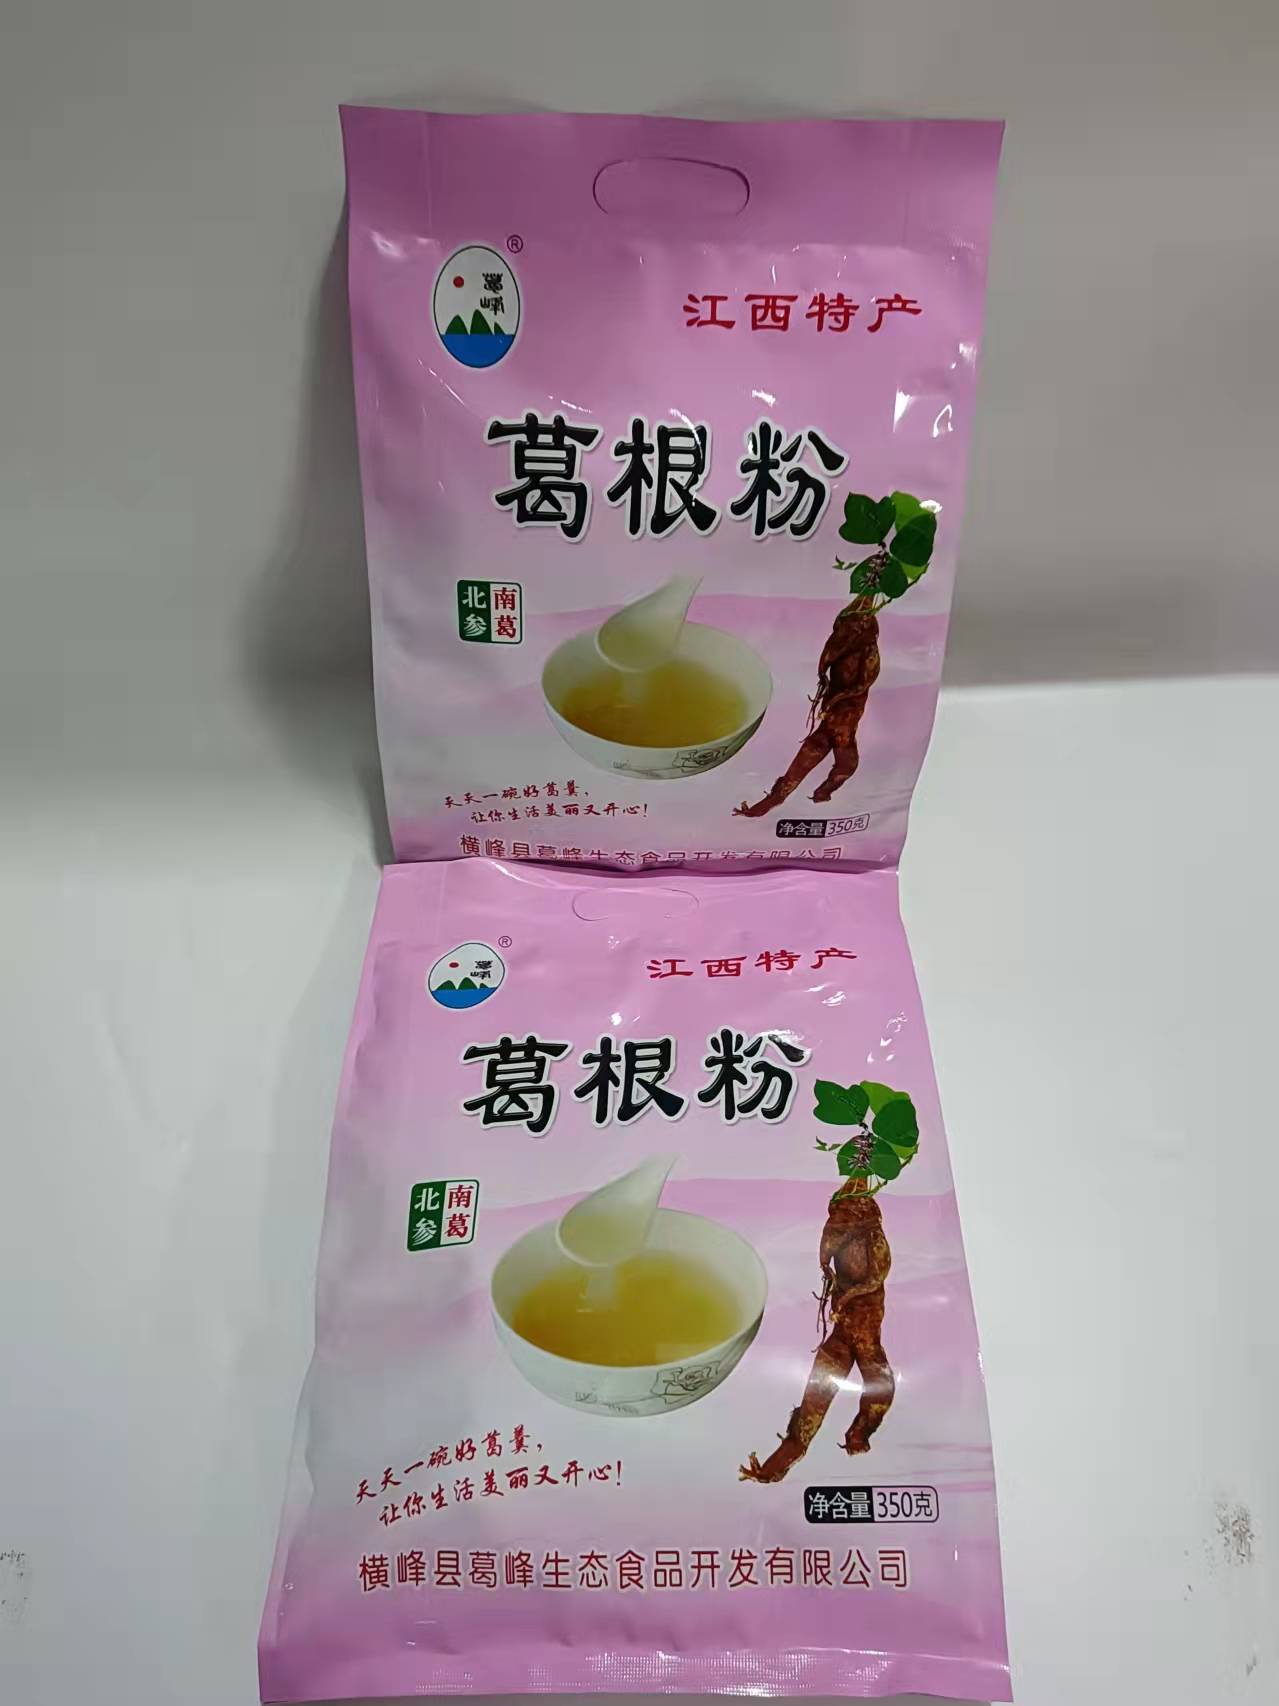 葛峰
®
江西特产
葛根粉
北参
南葛
天天一碗好葛羹，
让你生活美丽又开心！
净含量 350克
横峰县葛峰生态食品开发有限公司
葛峰
®
江西特产
葛根粉
北参
南葛
天天一碗好葛羹，
让你生活美丽又开心！
净含量 350克
横峰县葛峰生态食品开发有限公司